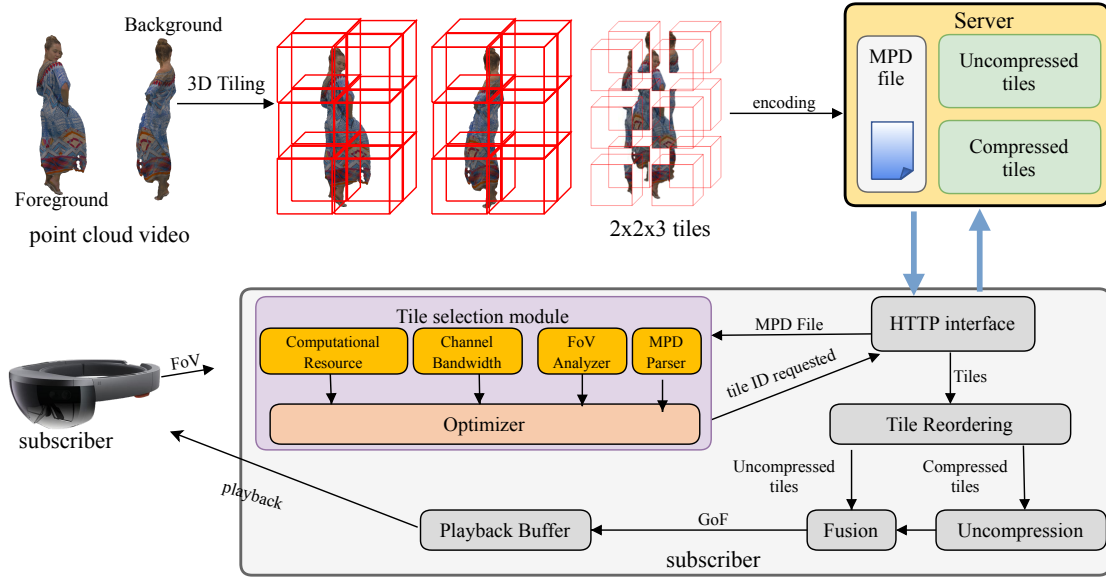 Background
3D Tiling
Foreground
point cloud video
2x2x3 tiles
encoding
Server
MPD
file
Uncompressed
tiles
Compressed
tiles
FoV
subscriber
playback
Tile selection module
Computational
Resource
Channel
Bandwidth
FoV
Analyzer
MPD
Parser
Optimizer
MPD File
tile ID requested
HTTP interface
Tiles
Tile Reordering
Uncompressed
tiles
Compressed
tiles
Playback Buffer
GoF
Fusion
Uncompression
subscriber